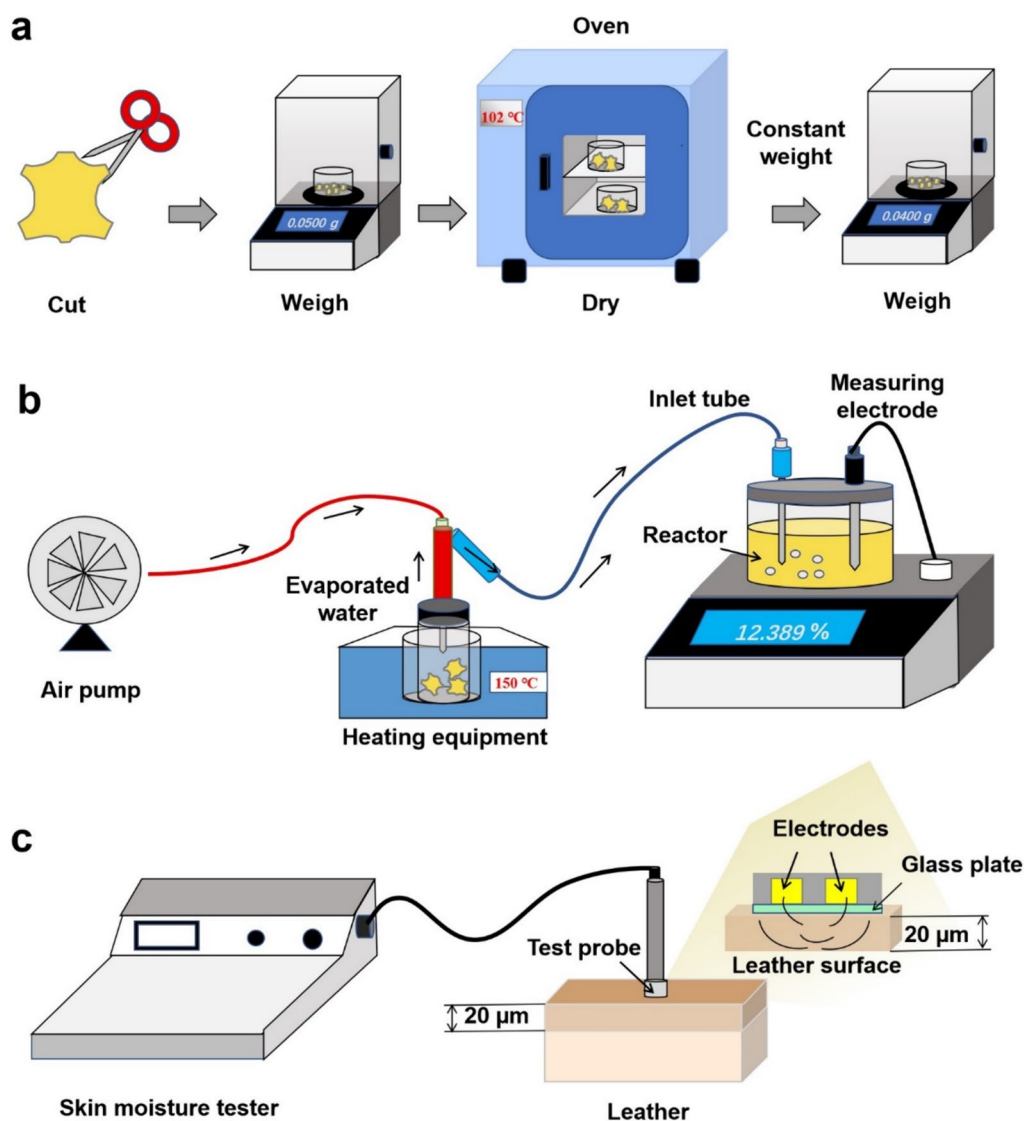 a
Oven
102 °C
Constant
weight
0.0500 g
0.0400 g
Cut
Weigh
Dry
Weigh
b
Inlet tube
Measuring
electrode
Reactor
Evaporated
water
12.389 %
150 °C
Air pump
Heating equipment
c
Electrodes
Glass plate
20 μm
Leather surface
Test probe
20 μm
Skin moisture tester
Leather